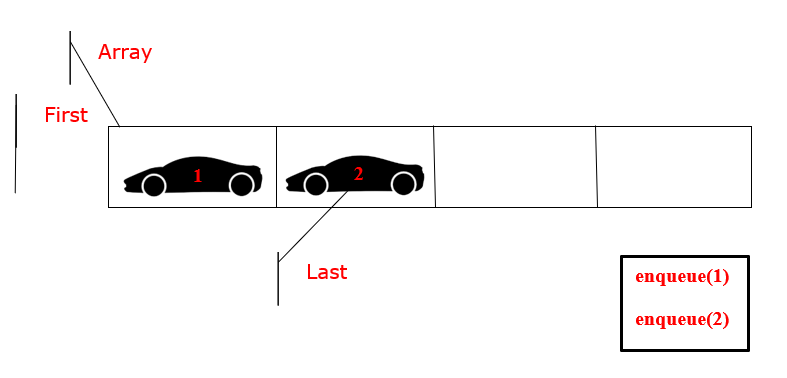 Array
First
1
2
Last
enqueue(1)
enqueue(2)